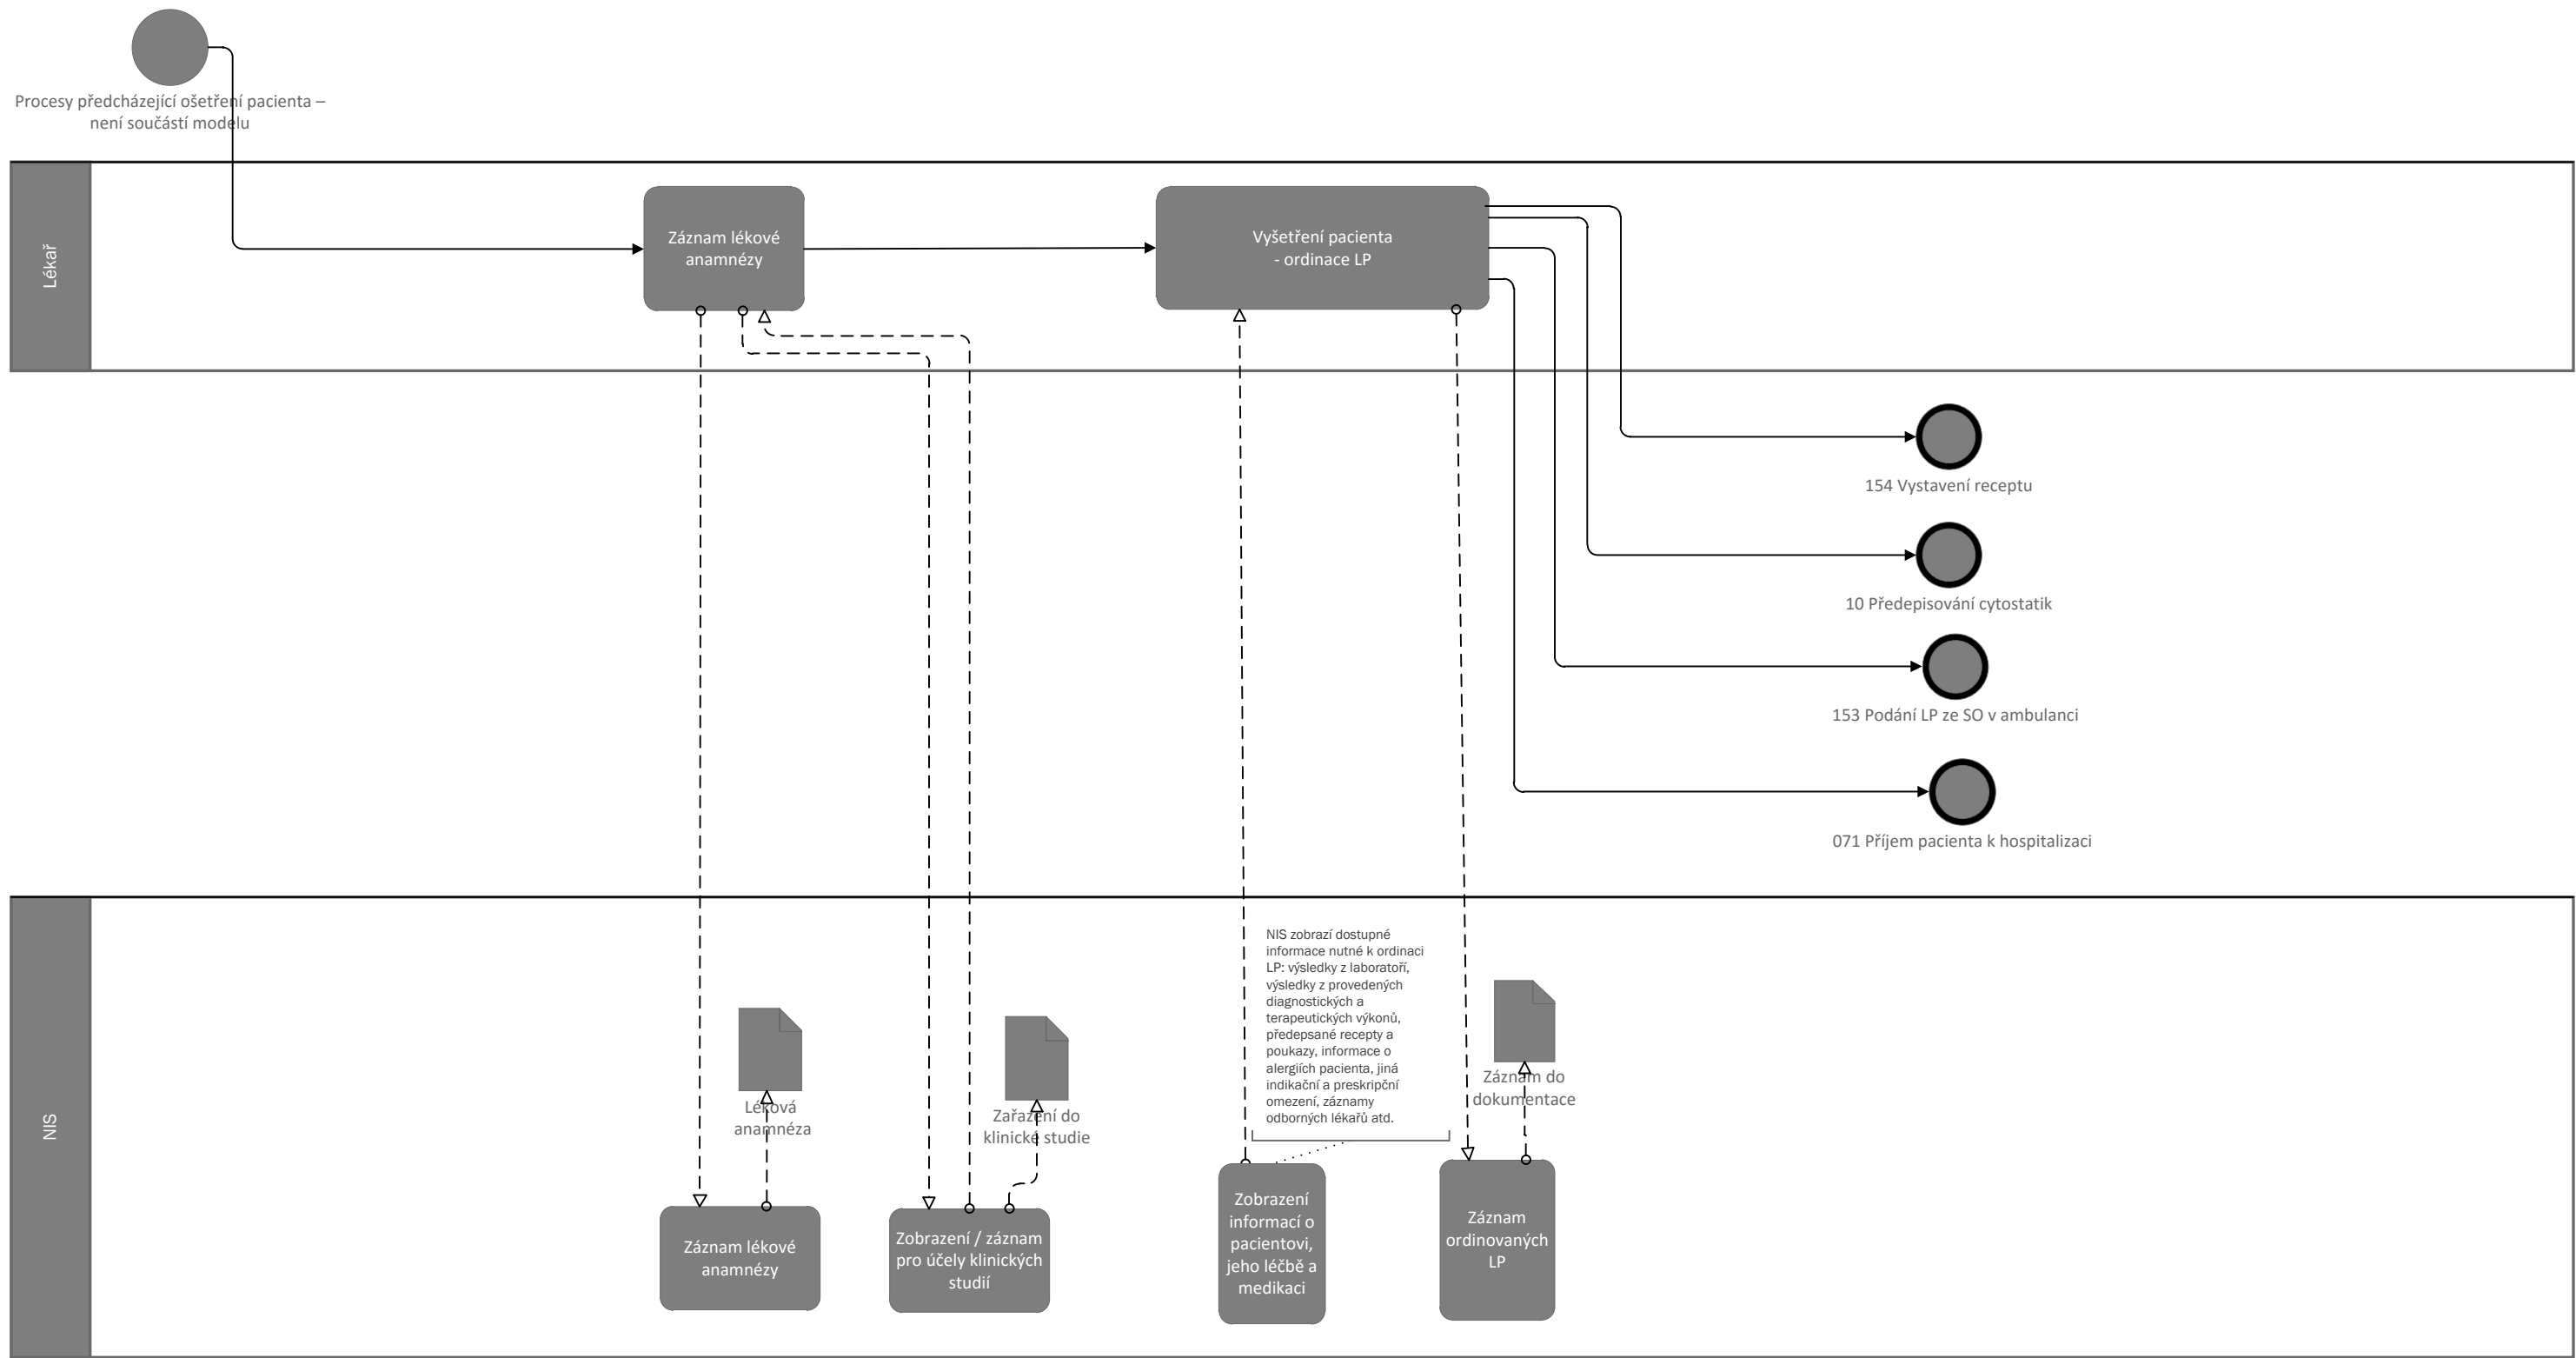 Procesy předcházející ošetření pacienta –
není součástí modelu
Lékař
Záznam lékové
anamnézy
Vyšetření pacienta
- ordinace LP
154 Vystavení receptu
10 Předepisování cytostatik
153 Podání LP ze SO v ambulanci
071 Příjem pacienta k hospitalizaci
NIS
NIS zobrazí dostupné
informace nutné k ordinaci
LP: výsledky z laboratoří,
výsledky z provedených
diagnostických a
terapeutických výkonů,
předepsané recepty a
poukazy, informace o
alergiích pacienta, jiná
indikační a preskripční
omezení, záznamy
odborných lékařů atd.
Léková
anamnéza
Zařazení do
klinické studie
Záznam do
dokumentace
Záznam lékové
anamnézy
Zobrazení / záznam
pro účely klinických
studií
Zobrazení
informací o
pacientovi,
jeho léčbě a
medikaci
Záznam
ordinovaných
LP